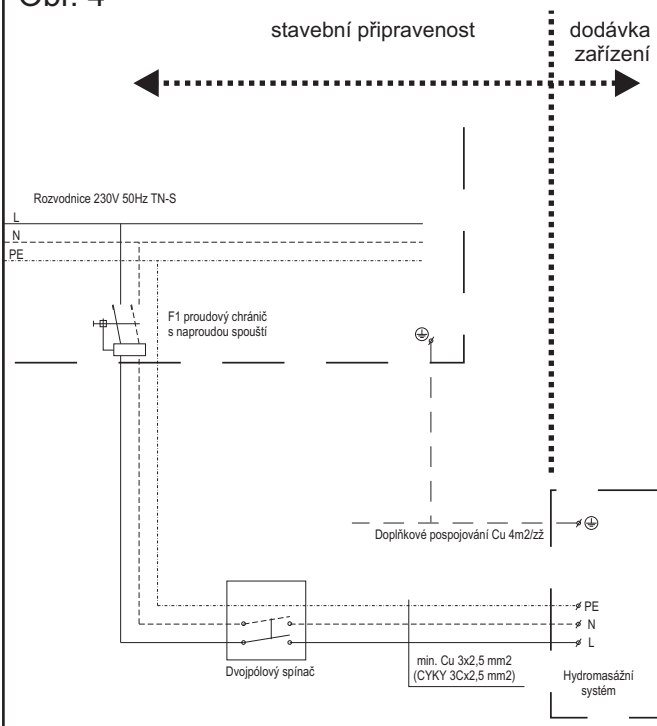 Obr. 4
stavební připravenost
dodávka
zařízení
Rozvodnice 230V 50Hz TN-S
L
N
PE
F1 proudový chránič
s naproudou spouští
Doplňkové pospojování Cu 4m2/zž
PE
N
L
Dvojpólový spínač
min. Cu 3x2,5 mm2
(CYKY 3Cx2,5 mm2)
Hydromasážní
systém